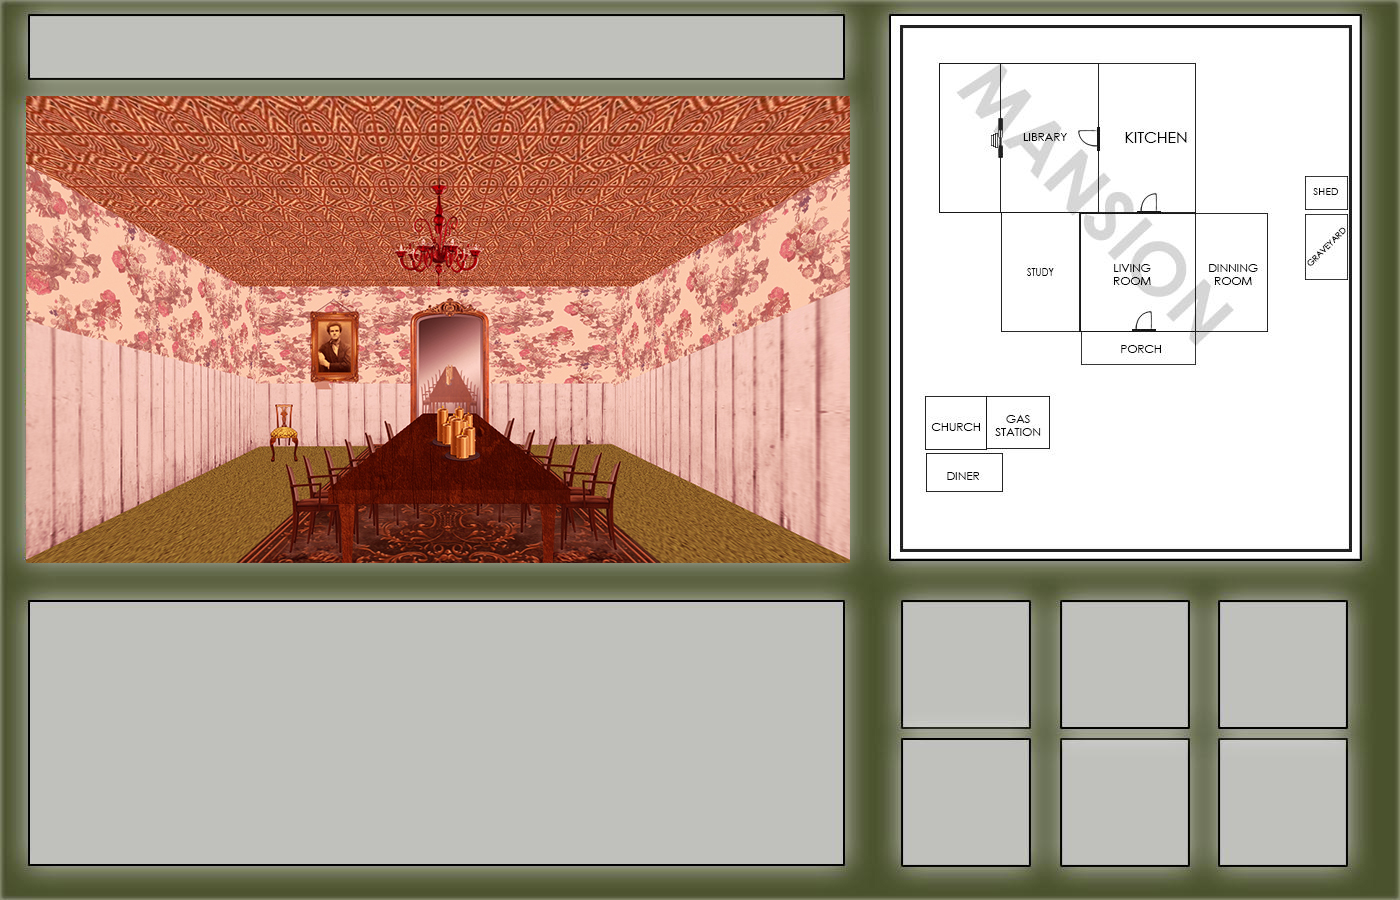 MANSION
LIBRARY
KITCHEN
SHED
GRAVEYARD
STUDY
LIVING
ROOM
DINNING
ROOM
PORCH
CHURCH
GAS
STATION
DINER